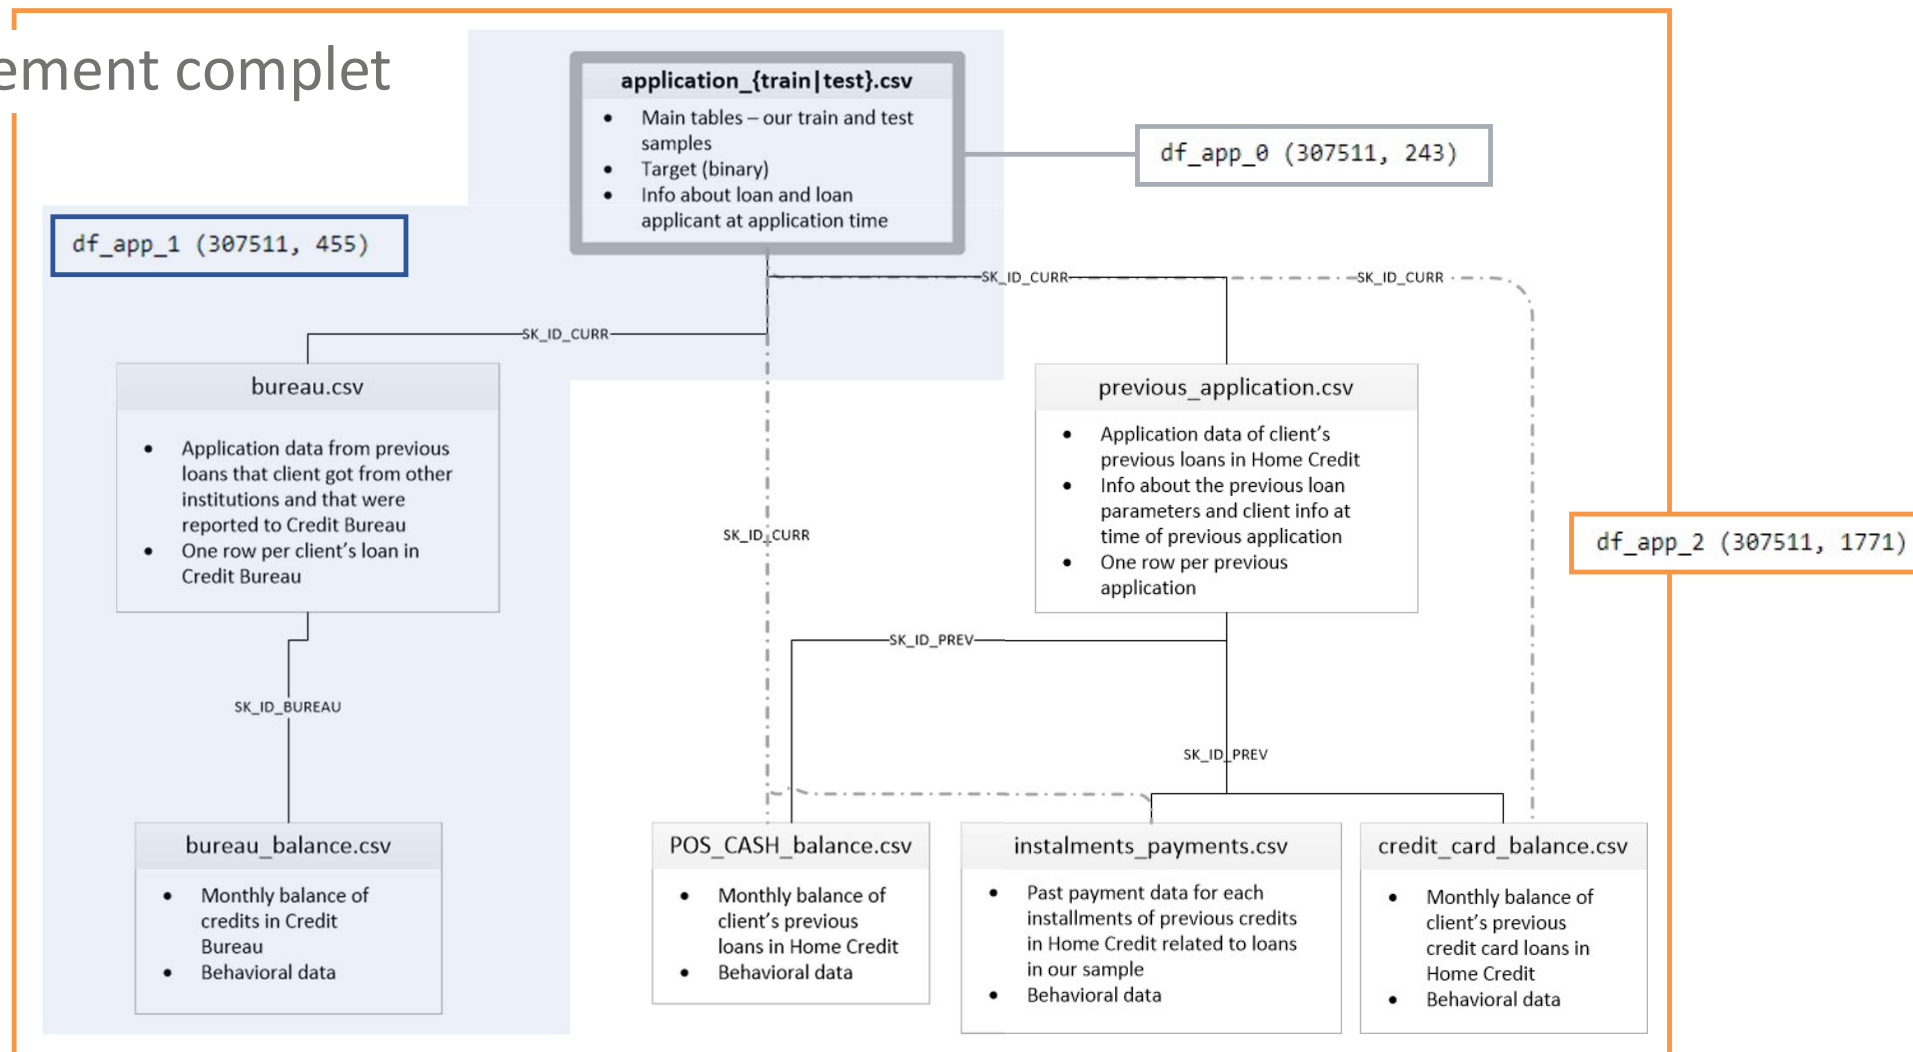 ement complet
application_{train|test}.csv
• Main tables – our train and test
samples
• Target (binary)
• Info about loan and loan
applicant at application time
df_app_0 (307511, 243)
df_app_1 (307511, 455)
SK_ID_CURR
SK_ID_CURR
SK_ID_CURR
bureau.csv
• Application data from previous
loans that client got from other
institutions and that were
reported to Credit Bureau
• One row per client's loan in
Credit Bureau
previous_application.csv
• Application data of client's
previous loans in Home Credit
• Info about the previous loan
parameters and client info at
time of previous application
• One row per previous
application
SK_ID_CURR
df_app_2 (307511, 1771)
SK_ID_PREV
SK_ID_BUREAU
SK_ID_PREV
bureau_balance.csv
• Monthly balance of
credits in Credit
Bureau
• Behavioral data
POS_CASH_balance.csv
• Monthly balance of
client's previous
loans in Home Credit
• Behavioral data
instalments_payments.csv
• Past payment data for each
installments of previous credits
in Home Credit related to loans
in our sample
• Behavioral data
credit_card_balance.csv
• Monthly balance of
client's previous
credit card loans in
Home Credit
• Behavioral data